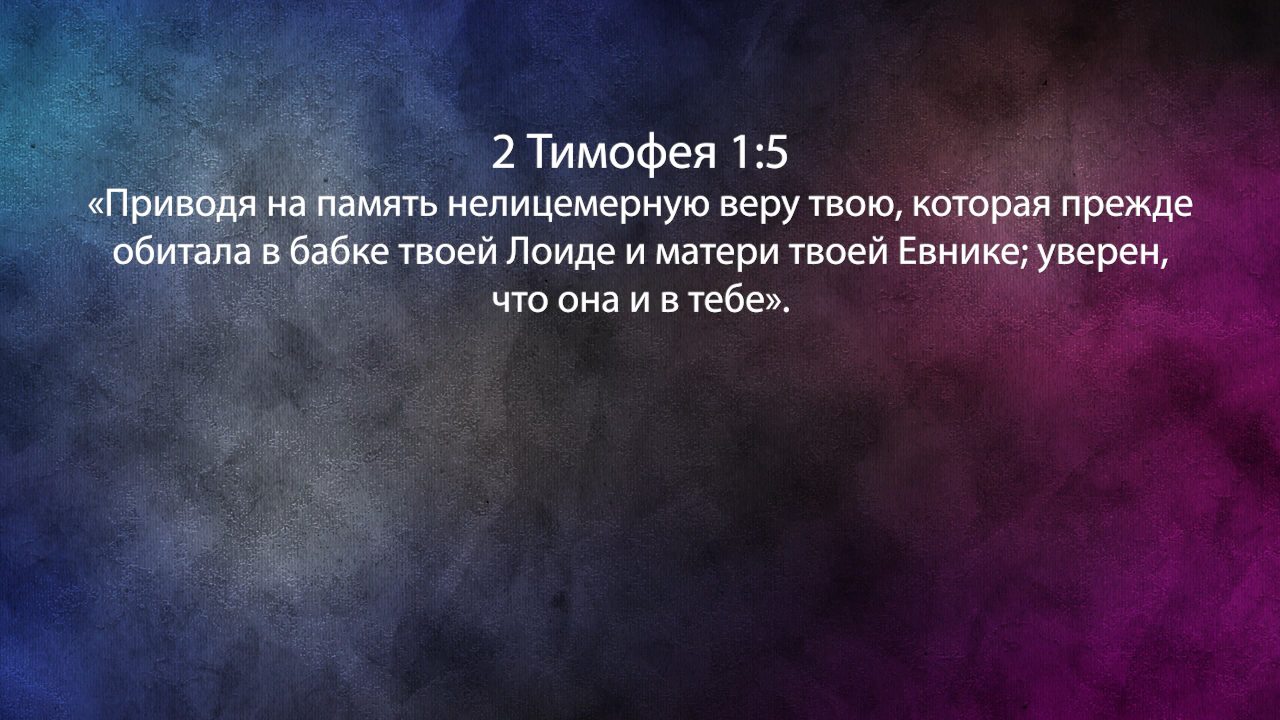 2 Тимофея 1:5
«Приводя на память нелицемерную веру твою, которая прежде
обитала в бабке твоей Лоиде и матери твоей Евнике; уверен,
что она и в тебе».